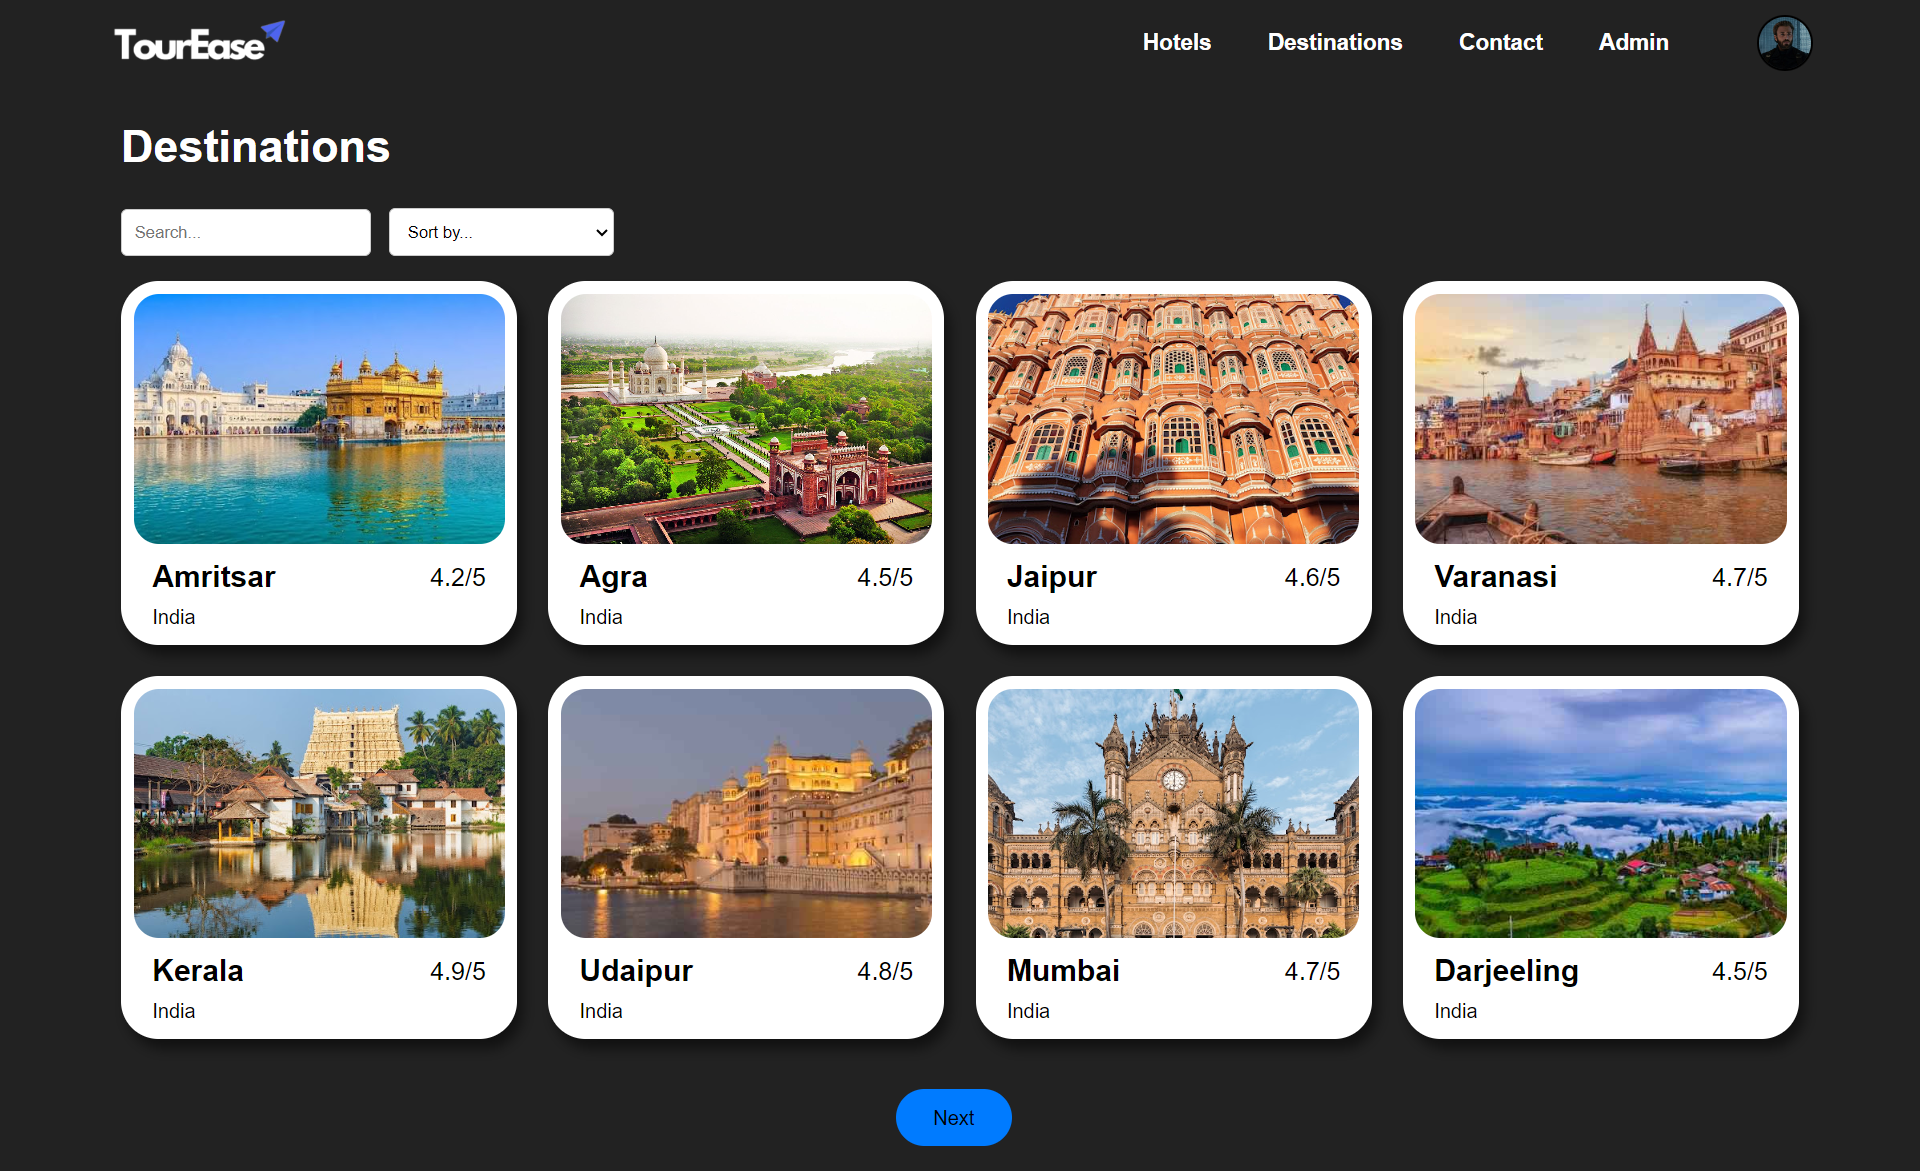 TourEase
Hotels Destinations Contact Admin
Destinations
Search...
Sort by...
Amritsar 4.2/5
India
Agra 4.5/5
India
Jaipur 4.6/5
India
Varanasi 4.7/5
India
Kerala 4.9/5
India
Udaipur 4.8/5
India
Mumbai 4.7/5
India
Darjeeling 4.5/5
India
Next